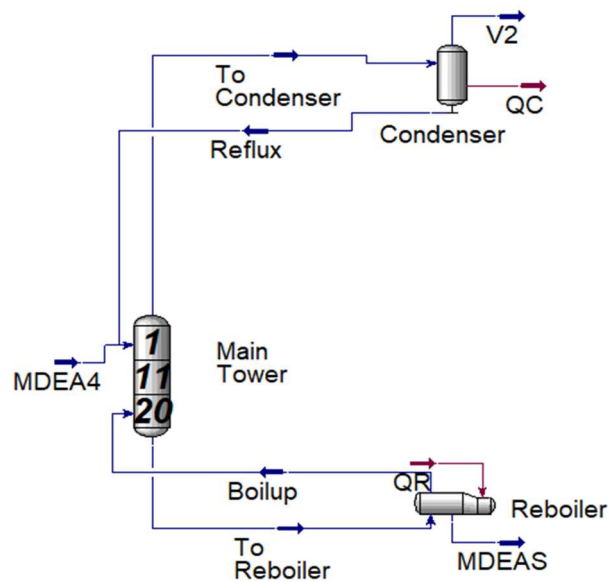 V2
To
Condenser
QC
Condenser
Reflux
1
Main
Tower
11
MDEA4
20
QR
Boilup
Reboiler
To
Reboiler
MDEAS